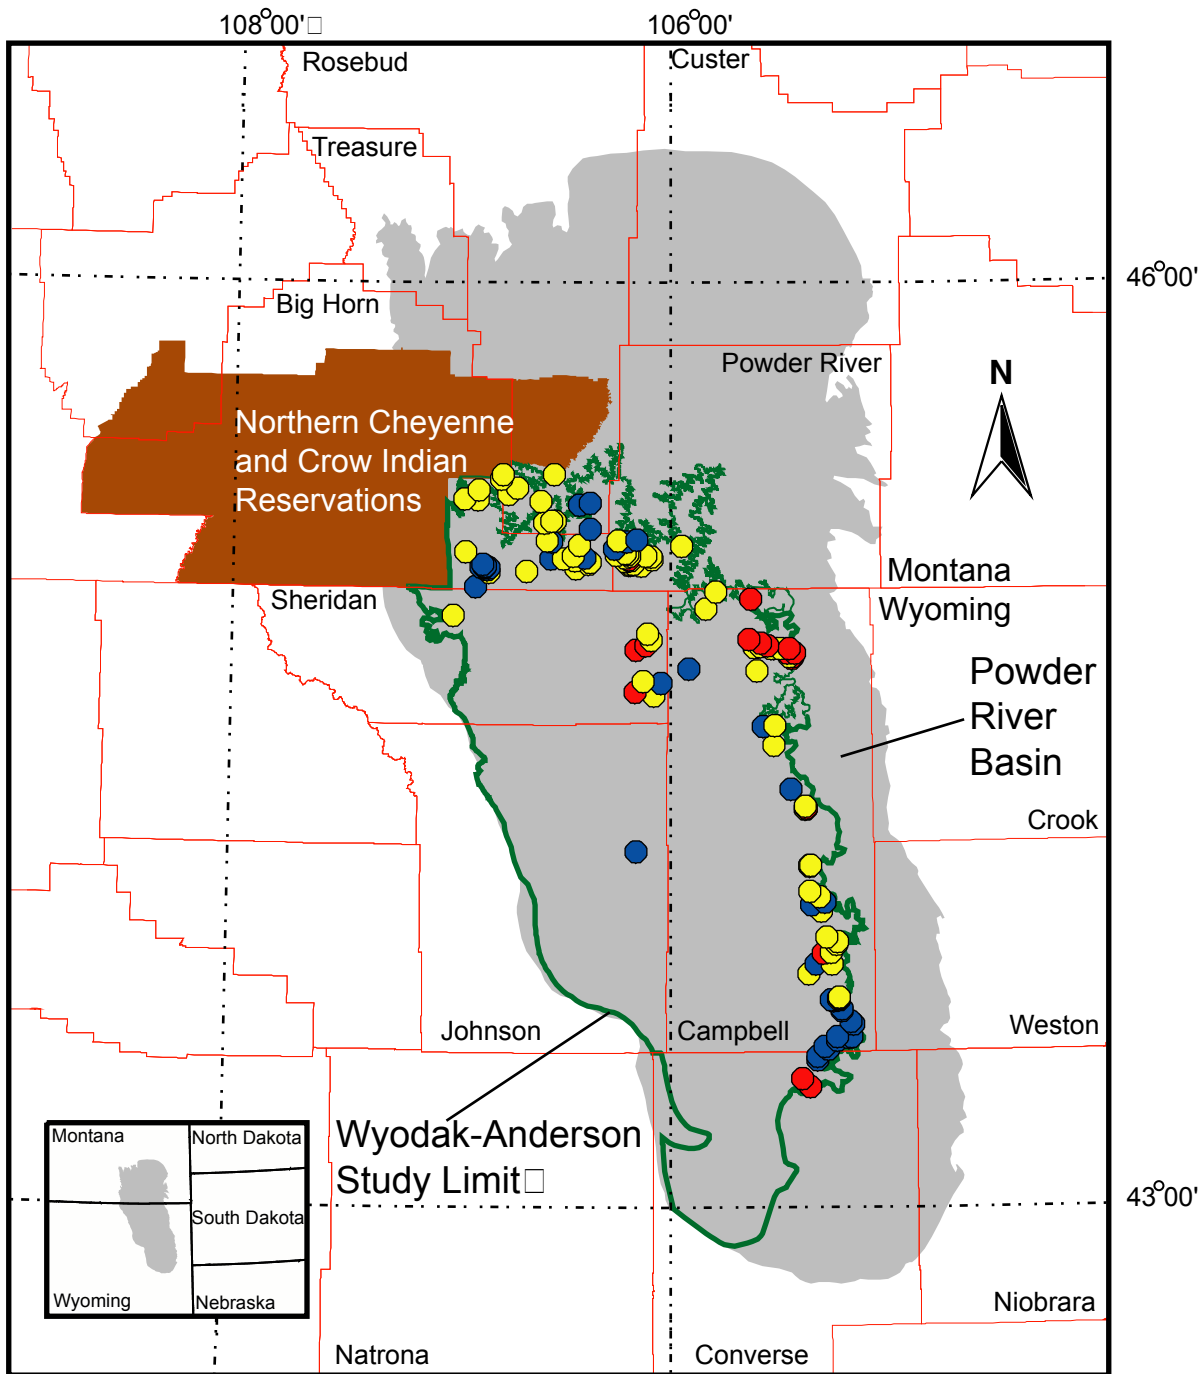 108°00'□
106°00'
Rosebud
Custer
Treasure
46°00'
Big Horn
Powder River
N
Northern Cheyenne
and Crow Indian
Reservations
Montana
Sheridan
Wyoming
Powder
River
Basin
Crook
Johnson
Campbell
Weston
Wyodak-Anderson
Study Limit□
Montana
North Dakota
South Dakota
43°00'
Wyoming
Nebraska
Niobrara
Natrona
Converse